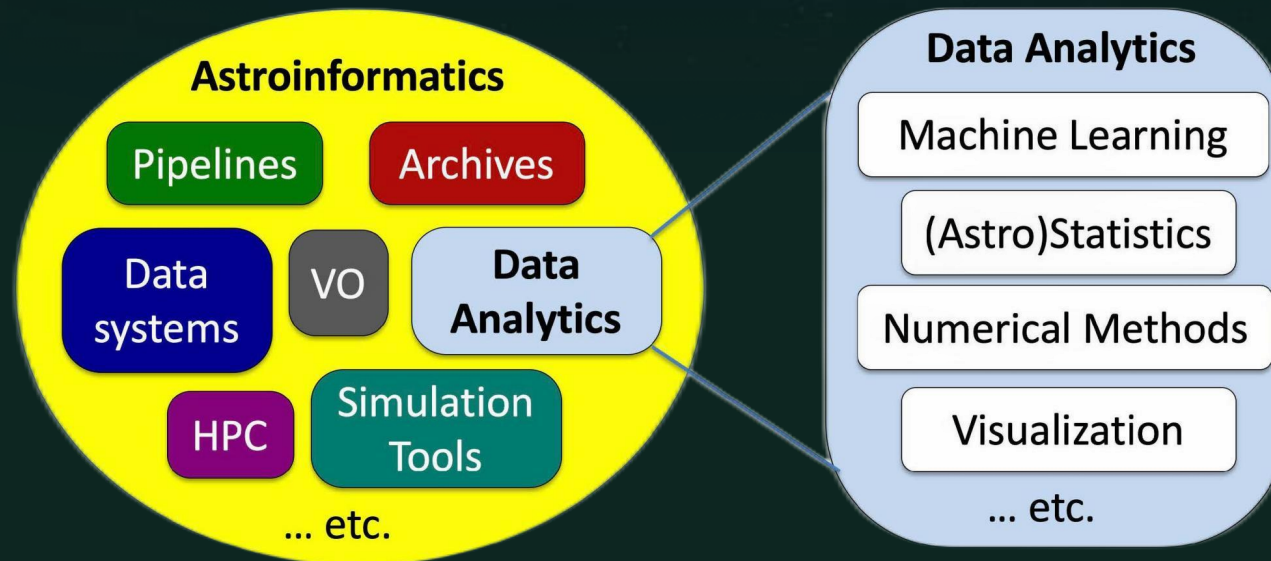 Astroinformatics
Pipelines
Archives
Data
systems
VO
Data
Analytics
HPC
Simulation
Tools
... etc.
Data Analytics
Machine Learning
(Astro)Statistics
Numerical Methods
Visualization
... etc.